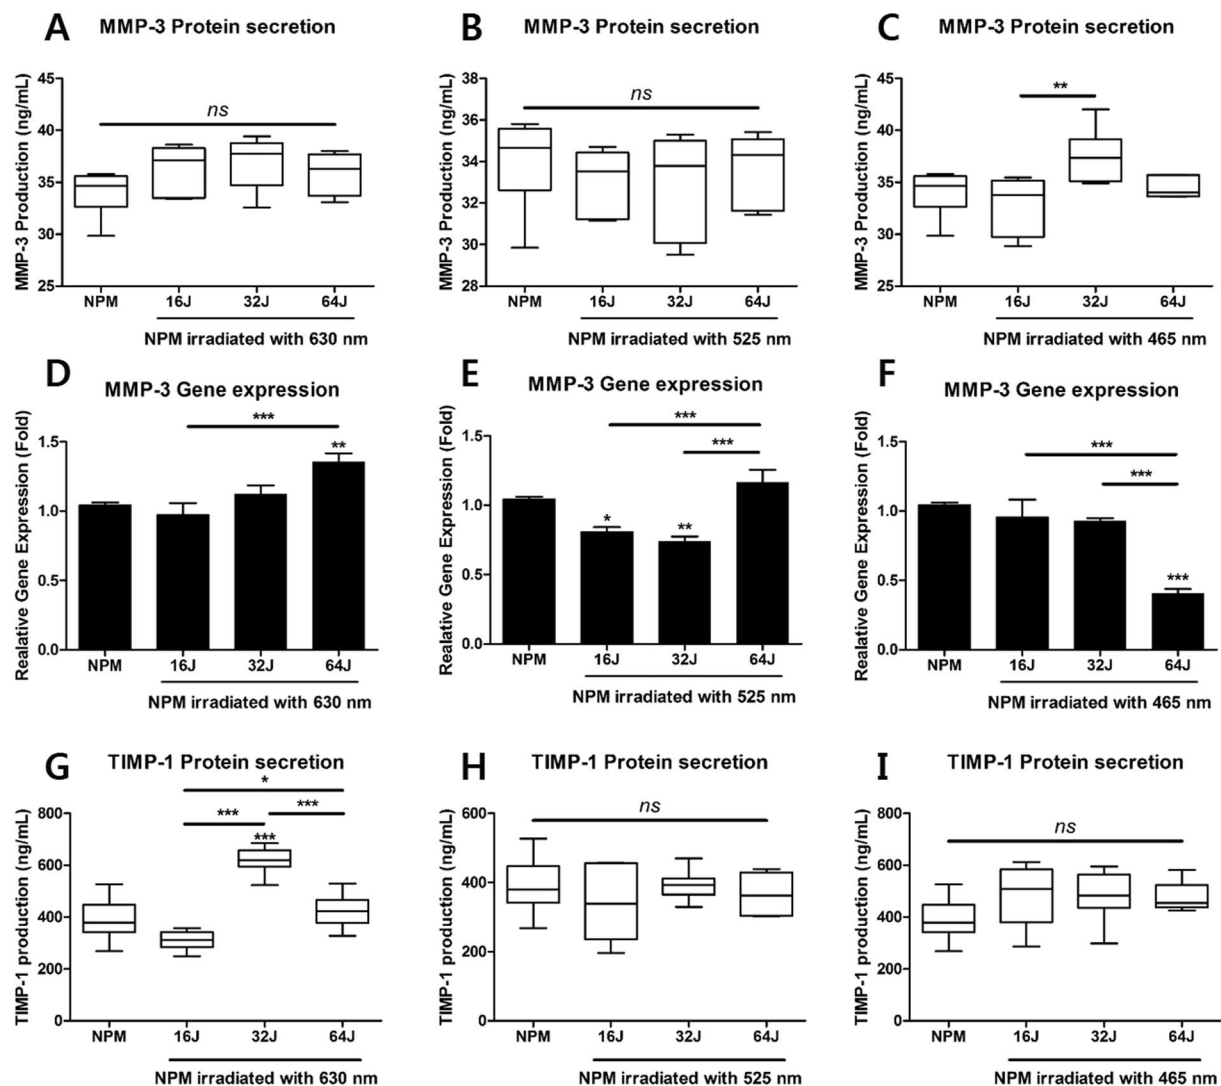 A MMP-3 Protein secretion
MMP-3 Production (ng/mL)
45
40
35
30
25
ns
NPM 16J 32J 64J
NPM irradiated with 630 nm
B MMP-3 Protein secretion
MMP-3 Production (ng/mL)
38
36
34
32
30
28
ns
NPM 16J 32J 64J
NPM irradiated with 525 nm
C MMP-3 Protein secretion
MMP-3 Production (ng/mL)
45
40
35
30
25
**
NPM 16J 32J 64J
NPM irradiated with 465 nm
D MMP-3 Gene expression
Realative Gene Expression (Fold)
1.5
1.0
0.5
0.0
***
**
NPM 16J 32J 64J
NPM irradiated with 630 nm
E MMP-3 Gene expression
Realative Gene Expression (Fold)
1.5
1.0
0.5
0.0
***
***
*
**
NPM 16J 32J 64J
NPM irradiated with 525 nm
F MMP-3 Gene expression
Realative Gene Expression (Fold)
1.5
1.0
0.5
0.0
***
***
***
NPM 16J 32J 64J
NPM irradiated with 465 nm
G TIMP-1 Protein secretion
TIMP-1 production (ng/mL)
800
600
400
200
0
*
*** ***
***
NPM 16J 32J 64J
NPM irradiated with 630 nm
H TIMP-1 Protein secretion
TIMP-1 production (ng/mL)
600
400
200
0
ns
NPM 16J 32J 64J
NPM irradiated with 525 nm
I TIMP-1 Protein secretion
TIMP-1 production (ng/mL)
800
600
400
200
0
ns
NPM 16J 32J 64J
NPM irradiated with 465 nm